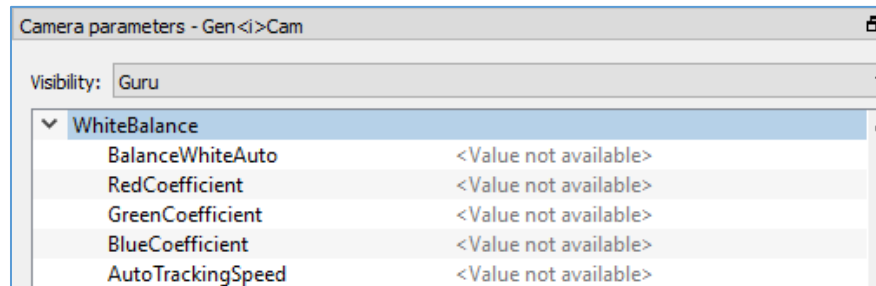 Camera parameters - Gen<i>Cam
Visibility: Guru
WhiteBalance
BalanceWhiteAuto <Value not available>
RedCoefficient <Value not available>
GreenCoefficient <Value not available>
BlueCoefficient <Value not available>
AutoTrackingSpeed <Value not available>